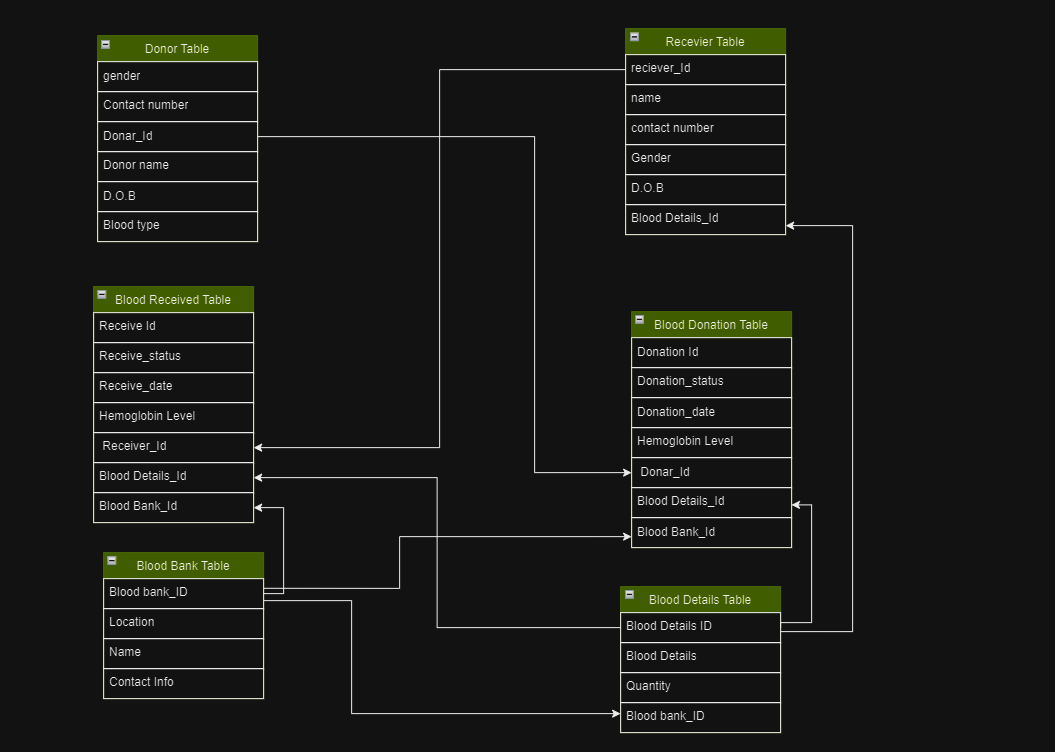 Donor Table
gender
Contact number
Donar_Id
Donor name
D.O.B
Blood type
Recevier Table
reciever_Id
name
contact number
Gender
D.O.B
Blood Details_Id
Blood Received Table
Receive Id
Receive_status
Receive_date
Hemoglobin Level
Receiver_Id
Blood Details_Id
Blood Bank_Id
Blood Donation Table
Donation Id
Donation_status
Donation_date
Hemoglobin Level
Donar_Id
Blood Details_Id
Blood Bank_Id
Blood Bank Table
Blood bank_ID
Location
Name
Contact Info
Blood Details Table
Blood Details ID
Blood Details
Quantity
Blood bank_ID